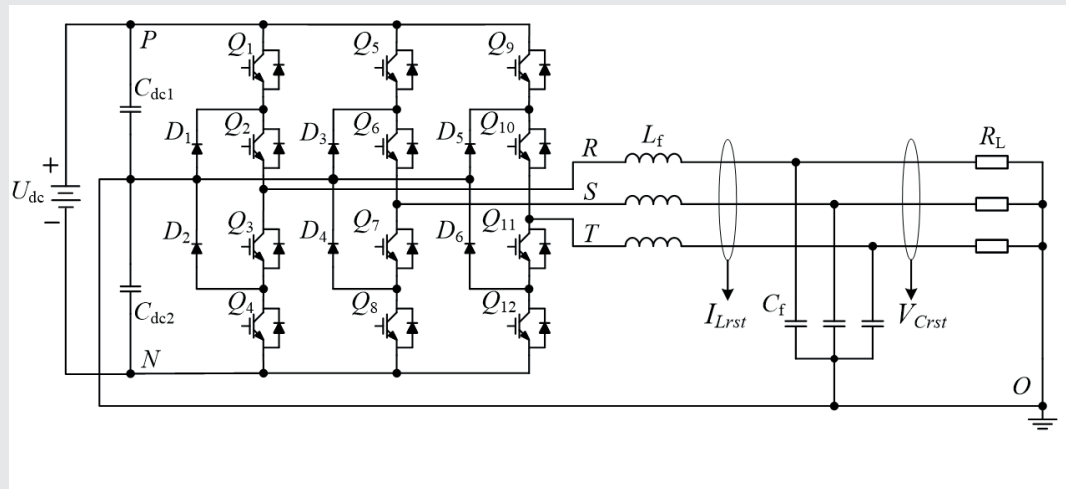 P
Q1
Q5
Q9
Cdc1
D1
Q2
D3
Q6
D5
Q10
R
Lf
RL
+
Udc
−
S
D2
Q3
D4
Q7
D6
Q11
T
Cdc2
Q4
Q8
Q12
ILrst
Cf
VCrst
N
O